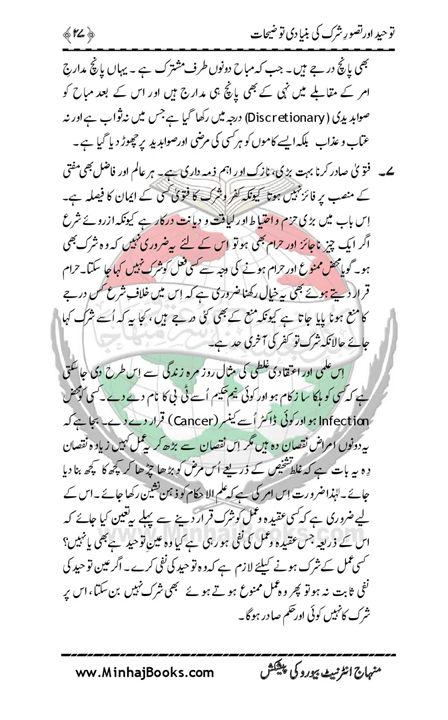 توحید اور تصورِ شرک کی بنیادی توضیحات ﴿۲۷﴾
بھی پانچ درجے ہیں۔ جب کہ مباح دونوں طرف مشترک ہے ۔ یہاں پانچ مدارجِ
امر کے مقابلے میں نہی کے بھی پانچ ہی مدارج ہیں اور اس کے بعد مباح کو
صوابدیدی (Discretionary) درجہ میں رکھا گیا ہے جس میں نہ ثواب ہے اور نہ
عتاب و عذاب بلکہ ایسے کاموں کو ہر کسی کی مرضی اور صوابدید پر چھوڑ دیا گیا ہے۔
۷۔ فتویٰ صادر کرنا بہت بڑی، نازک اور اہم ذمہ داری ہے۔ ہر عالم اور فاضل بھی مفتی
کے منصب پر فائز نہیں ہوتا کیونکہ کفر و شرک کا فتویٰ کسی کے ایمان کا فیصلہ ہے۔
اِس باب میں بڑی حزم و احتیاط اور لیاقت و دیانت درکار ہے کیونکہ ازروئے شرع
اگر ایک چیز ناجائز اور حرام بھی ہو تو اس کے لئے یہ ضروری نہیں کہ وہ شرک بھی
ہو۔ گویا محض ممنوع اور حرام ہونے کی وجہ سے کسی فعل کو شرک نہیں کہا جا سکتا۔ حرام
قرار دیتے ہوئے بھی یہ خیال رکھنا ضروری ہے کہ اِس میں خلافِ شرع کس درجے
کا منع ہونا پایا جاتا ہے کیونکہ منع کے بھی کئی درجے ہیں، کجا یہ کہ اُسے شرک کہا
جائے حالانکہ شرک تو کفر کی آخری حد ہے۔
اِس علمی اور اعتقادی غلطی کی مثال روز مرہ زندگی سے اس طرح دی جاسکتی
ہے کہ کسی کو ہلکا سا زکام ہو اور کوئی نیم حکیم اُسے ٹی بی کا نام دے دے۔ کسی کو محض
Infection ہو اور کوئی ڈاکٹر اُسے کینسر (Cancer) قرار دے دے۔ بجا ہے کہ
یہ دونوں امراض نقصان دہ ہیں مگر اِس نقصان سے بڑھ کر یہ عمل کہیں زیادہ نقصان
دہ یہ بات ہے کہ غلط تشخیص کے ذریعے اُس مرض کو بڑھا چڑھا کر کچھ کا کچھ بنا دیا
جائے۔ لہٰذا ضرورت اِس امر کی ہے کہ علم الاحکام کو ذہن نشین رکھا جائے۔ اس کے
لیے ضروری ہے کہ کسی عقیدہ و عمل کو شرک قرار دینے سے پہلے یہ تعین کیا جائے کہ
اس کے ذریعہ جس عقیدہ و عمل کی نفی ہو رہی ہے کیا وہ عینِ توحید ہے بھی یا نہیں؟
کسی عمل کے شرک ہونے کیلئے لازم ہے کہ وہ توحید کی نفی کرے۔ اگر عین توحید کی
نفی ثابت نہ ہو تو پھر وہ عمل ممنوع ہوتے ہوئے بھی شرک نہیں بن سکتا، اس پر
شرک کا نہیں کوئی اور حکم صادر ہوگا۔
www.MinhajBooks.com
منہاج انٹرنیٹ بیورو کی پیشکش www.MinhajBooks.com